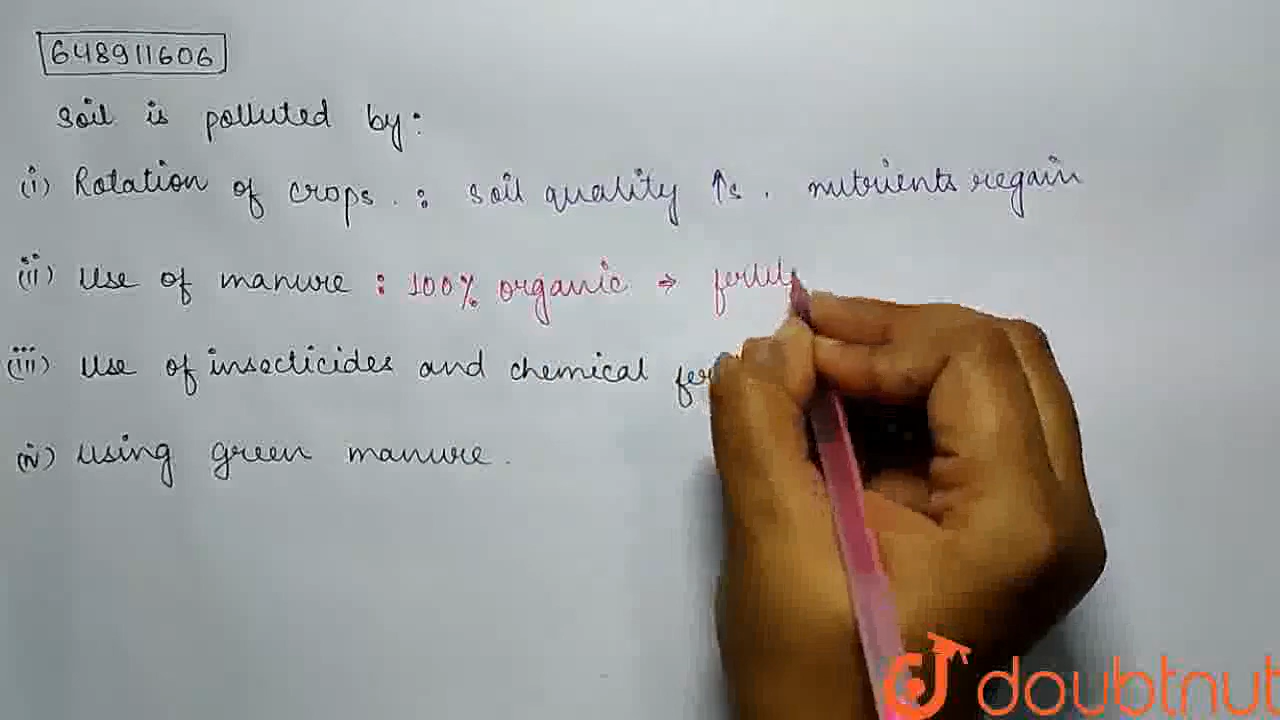 648911606
Soil is polluted by:
(i) Rotation of crops. : soil quality ↑s. nutrients regain
(ii) Use of manure : 100% organic ⇒
(iii) Use of insecticides and chemical
(iv) Using green manure.
doubtnut